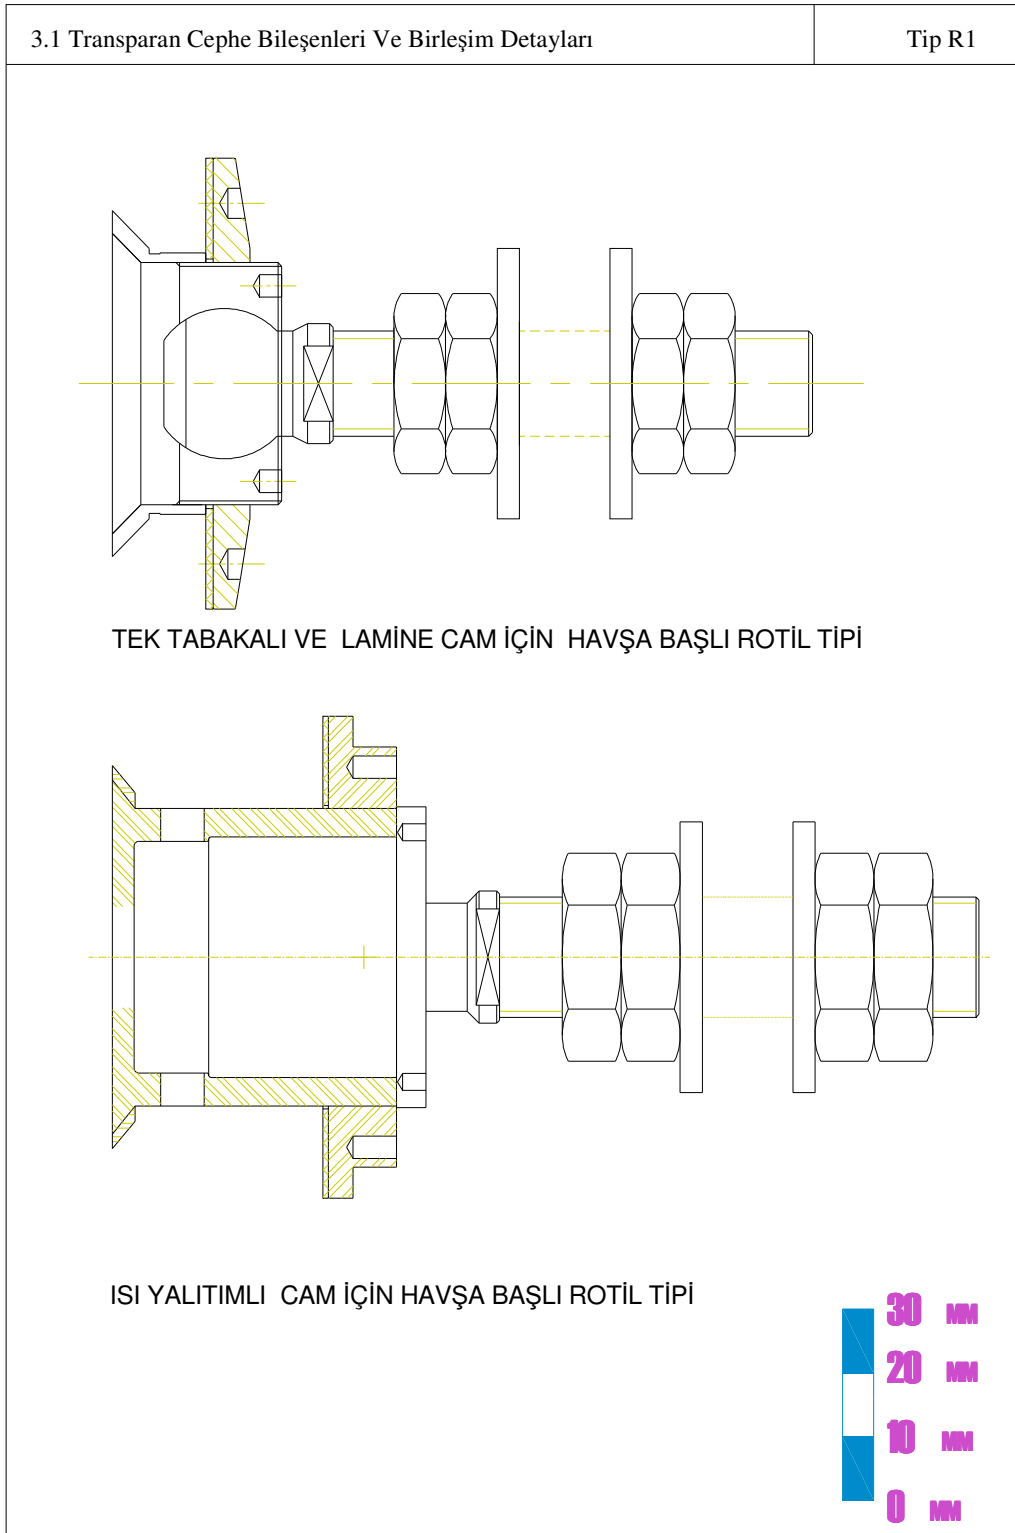 3.1 Transparan Cephe Bileşenleri Ve Birleşim Detayları
Tip R1
TEK TABAKALI VE LAMİNE CAM İÇİN HAVŞA BAŞLI ROTİL TİPİ
ISI YALITIMLI CAM İÇİN HAVŞA BAŞLI ROTİL TİPİ
30 MM
20 MM
10 MM
0 MM